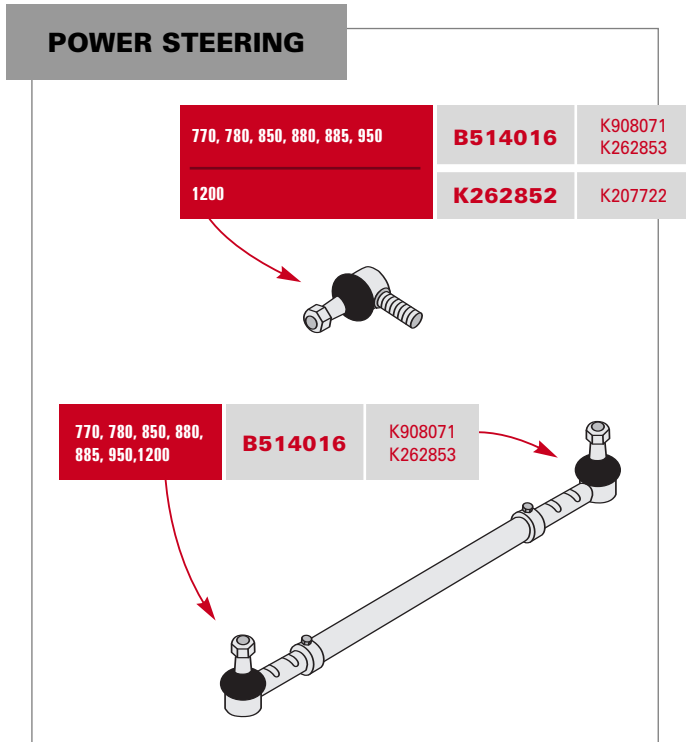 POWER STEERING
770, 780, 850, 880, 885, 950
B514016
K908071
K262853
1200
K262852
K207722
770, 780, 850, 880,
885, 950,1200
B514016
K908071
K262853